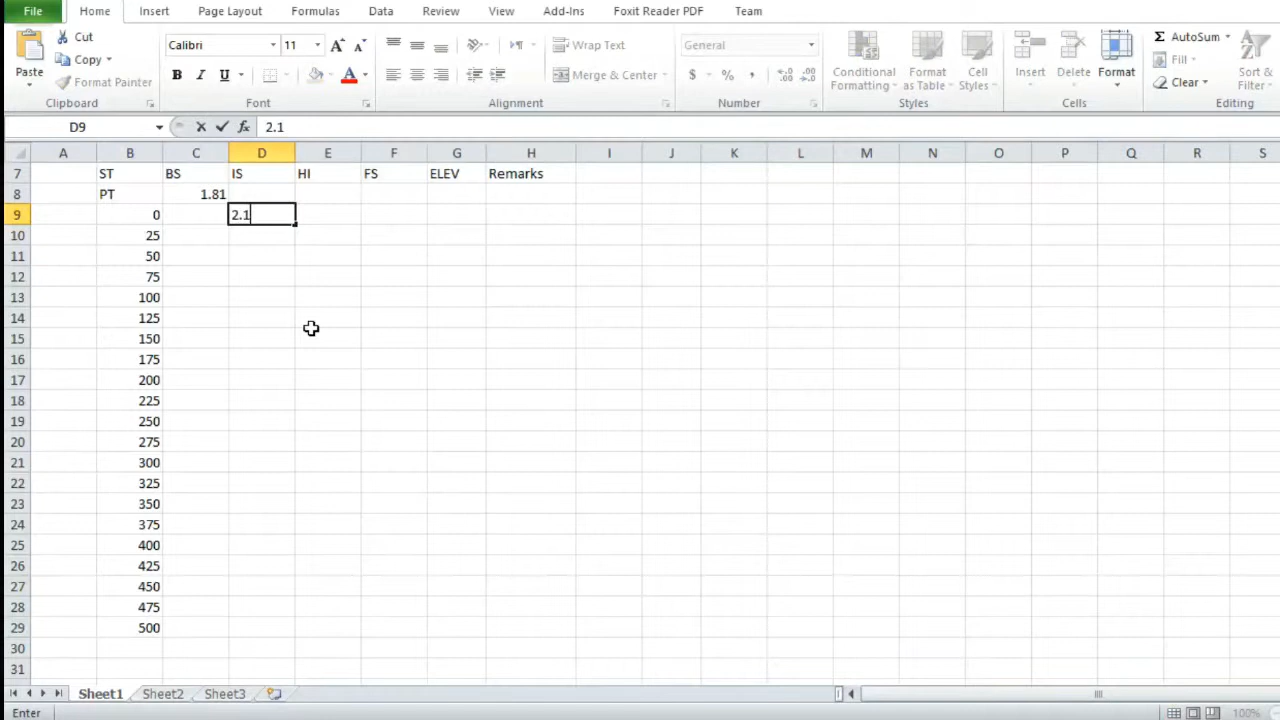 File Home Insert Page Layout Formulas Data Review View Add-Ins Foxit Reader PDF Team
Paste
Cut
Copy
Format Painter
Clipboard
Calibri 11
B I U
Font
Wrap Text
Merge & Center
Alignment
General
$ % ,
Number
Conditional Formatting
Format as Table
Cell Styles
Styles
Insert Delete Format
Cells
Σ AutoSum
Fill
Clear
Sort & Filter
Editing
D9 fx 2.1
A B C D E F G H I J K L M N O P Q R S
7 ST BS IS HI FS ELEV Remarks
8 PT 1.81
9 0 2.1
10 25
11 50
12 75
13 100
14 125
15 150
16 175
17 200
18 225
19 250
20 275
21 300
22 325
23 350
24 375
25 400
26 425
27 450
28 475
29 500
30
31
Sheet1 Sheet2 Sheet3
Enter 100%